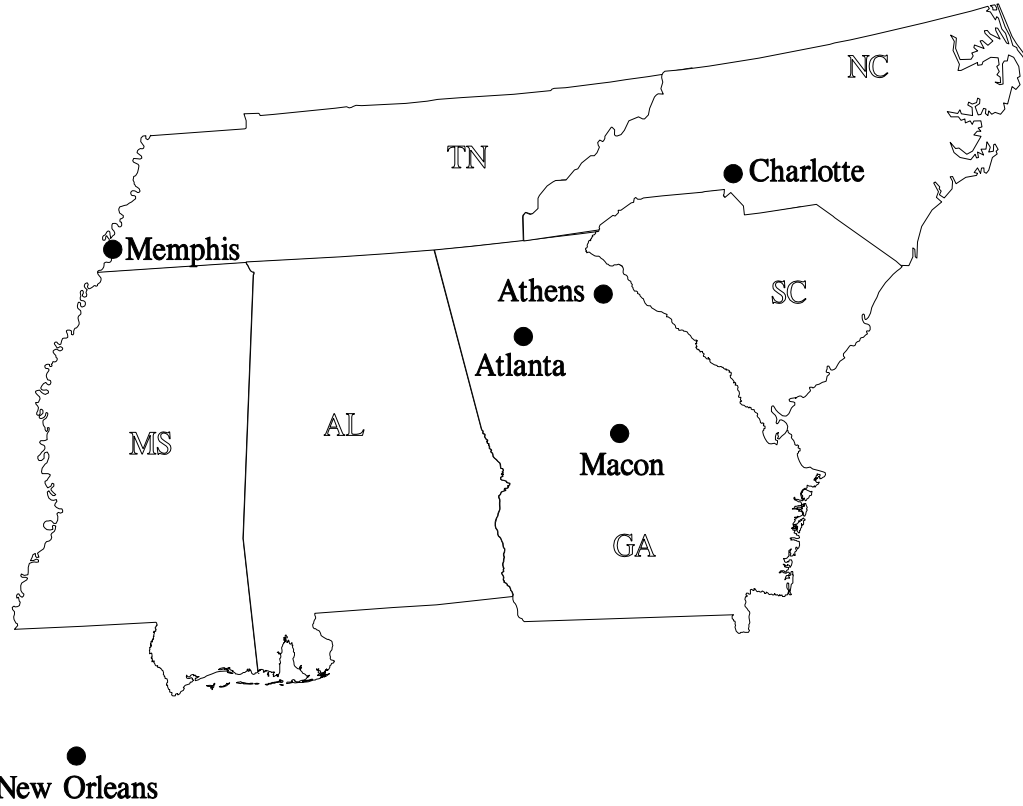 NC
TN
Charlotte
Memphis
Athens
SC
Atlanta
AL
MS
Macon
GA
New Orleans